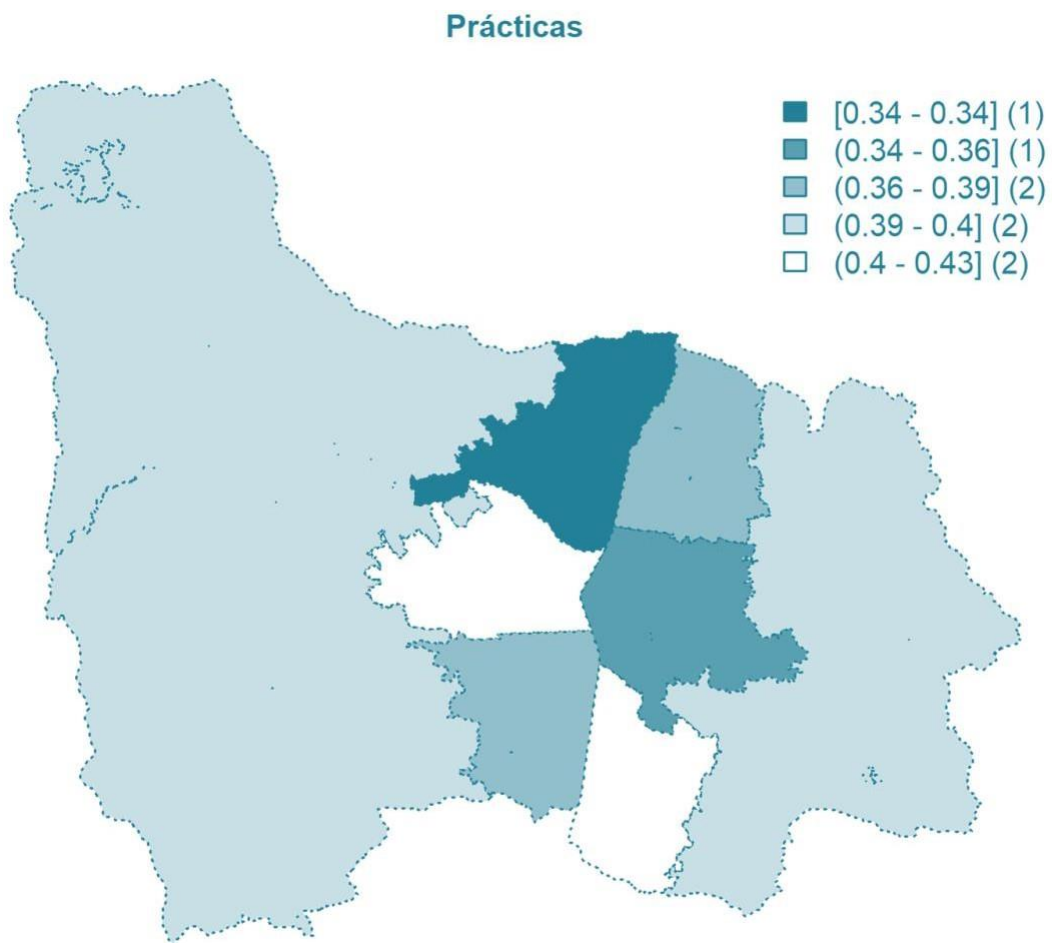 Prácticas
[0.34 - 0.34] (1)
(0.34 - 0.36] (1)
(0.36 - 0.39] (2)
(0.39 - 0.4] (2)
(0.4 - 0.43] (2)